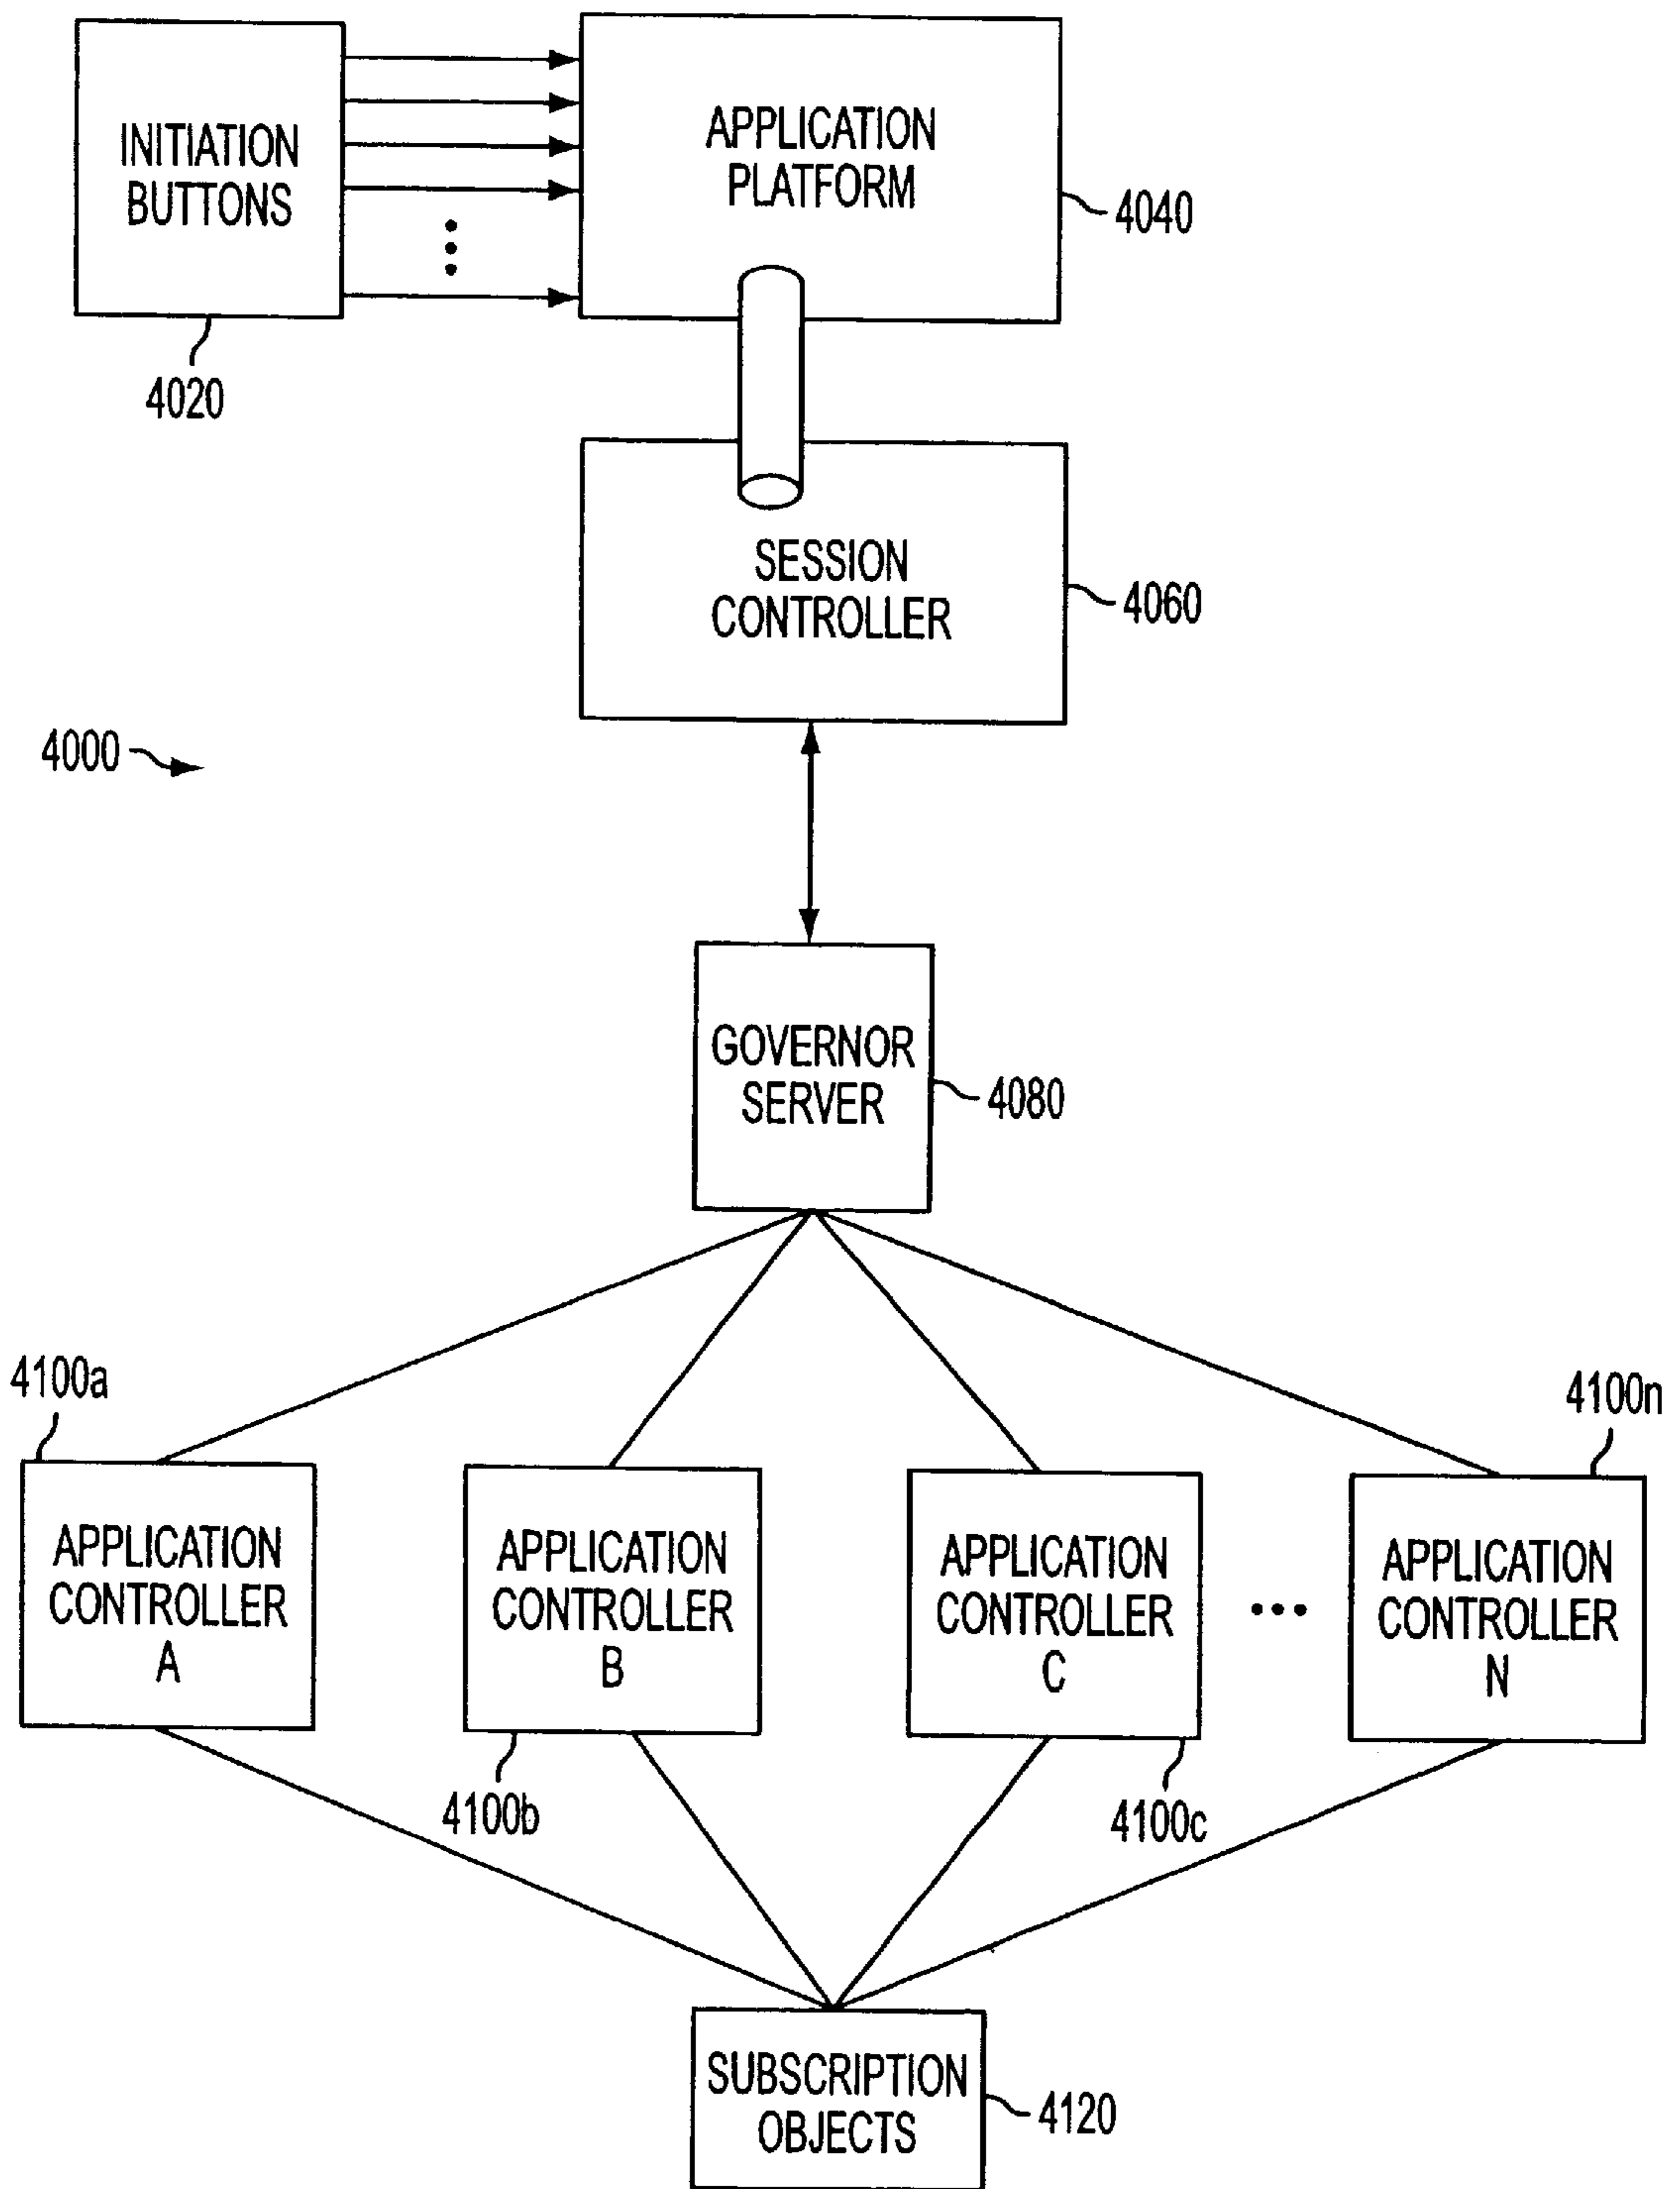 INITIATION
BUTTONS
4020
APPLICATION
PLATFORM
4040
SESSION
CONTROLLER
4060
4000
GOVERNOR
SERVER
4080
4100a
APPLICATION
CONTROLLER
A
APPLICATION
CONTROLLER
B
4100b
APPLICATION
CONTROLLER
C
4100c
4100n
APPLICATION
CONTROLLER
N
SUBSCRIPTION
OBJECTS
4120